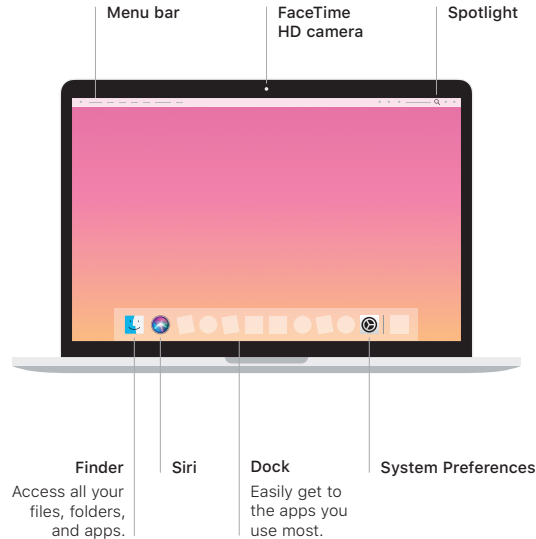 Menu bar
FaceTime
HD camera
Spotlight
Finder
Access all your
files, folders,
and apps.
Siri
Dock
Easily get to
the apps you
use most.
System Preferences